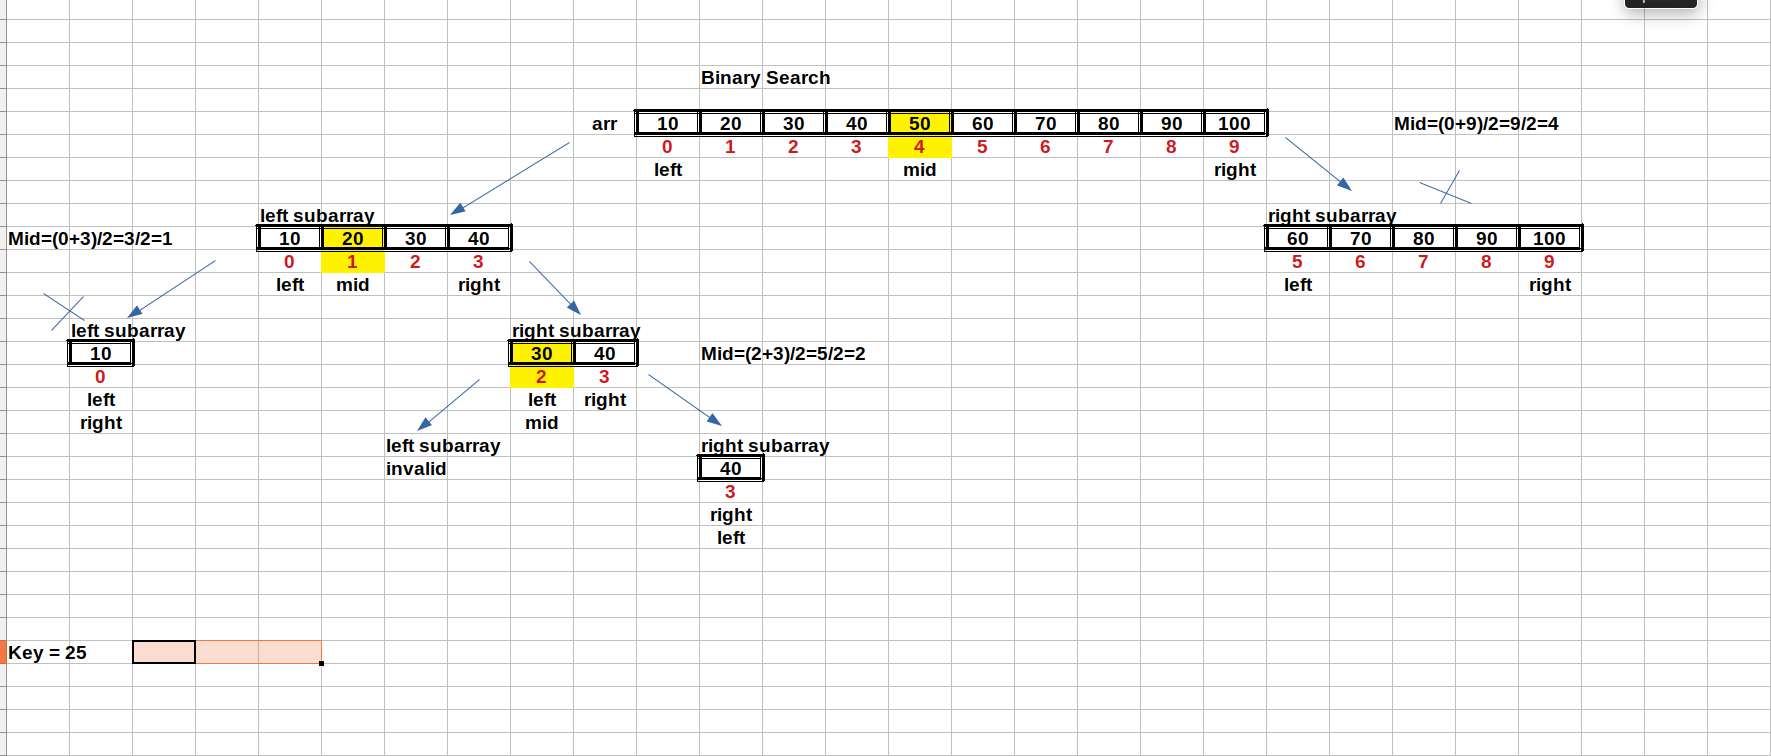 Binary Search
arr 10 20 30 40 50 60 70 80 90 100 Mid=(0+9)/2=9/2=4
0 1 2 3 4 5 6 7 8 9
left mid right
left subarray right subarray
Mid=(0+3)/2=3/2=1 10 20 30 40 60 70 80 90 100
0 1 2 3 5 6 7 8 9
left mid right left right
left subarray right subarray
10 30 40 Mid=(2+3)/2=5/2=2
0 2 3
left left right
right mid
left subarray right subarray
invalid 40
3
right
left
Key = 25